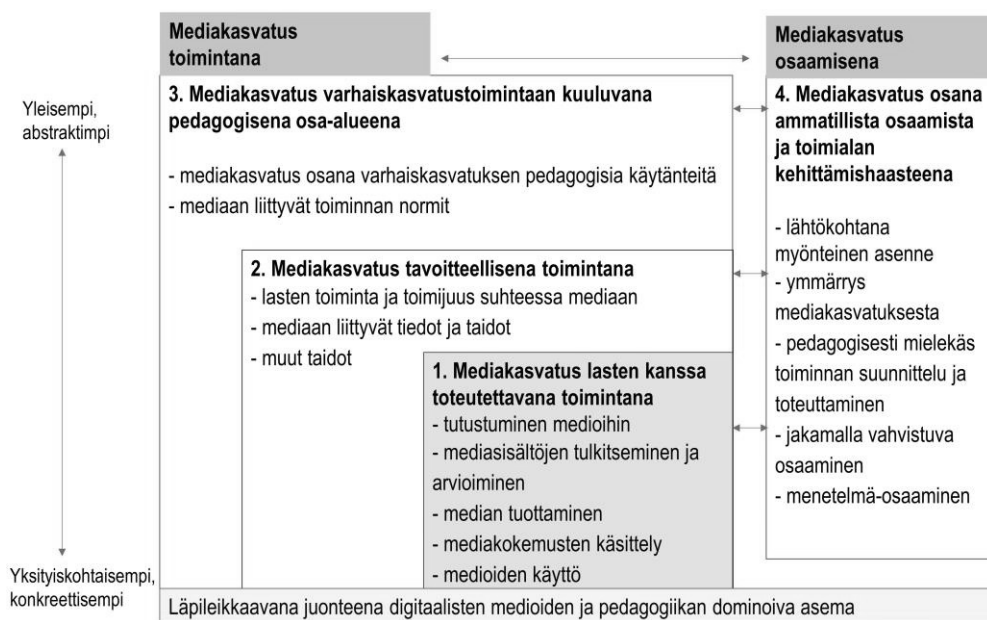 Mediakasvatus
toimintana
Mediakasvatus
osaamisena
Yleisempi,
abstraktimpi
Yksityiskohtaisempi,
konkreettisempi
3. Mediakasvatus varhaiskasvatustoimintaan kuuluvana
pedagogisena osa-alueena
- mediakasvatus osana varhaiskasvatuksen pedagogisia käytänteitä
- mediaan liittyvät toiminnan normit
2. Mediakasvatus tavoitteellisena toimintana
- lasten toiminta ja toimijuus suhteessa mediaan
- mediaan liittyvät tiedot ja taidot
- muut taidot
1. Mediakasvatus lasten kanssa
toteutettavana toimintana
- tutustuminen medioihin
- mediasisältöjen tulkitseminen ja
arvioiminen
- median tuottaminen
- mediakokemusten käsittely
- medioiden käyttö
4. Mediakasvatus osana
ammatillista osaamista
ja toimialan
kehittämishaasteena
- lähtökohtana
myönteinen asenne
- ymmärrys
mediakasvatuksesta
- pedagogisesti mielekäs
toiminnan suunnittelu ja
toteuttaminen
- jakamalla vahvistuva
osaaminen
- menetelmä-osaaminen
Läpileikkaavana juonteena digitaalisten medioiden ja pedagogiikan dominoiva asema